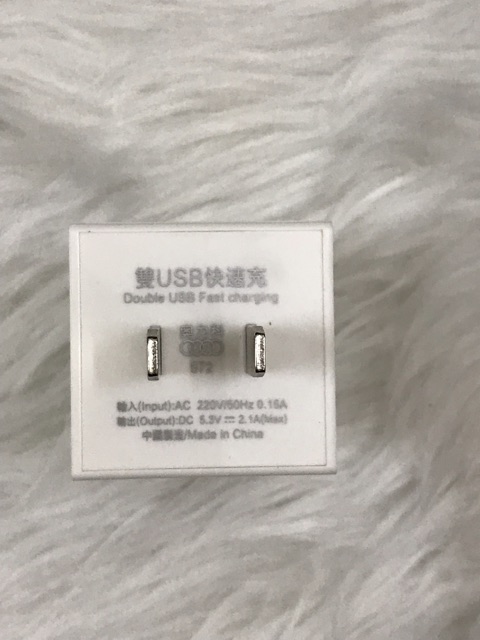 雙USB快速充
Double USB Fast charging
ST2
輸入(Input):AC 220V/50Hz 0.15A
輸出(Output):DC 5.3V⎓2.1A(Max)
中國製造/Made in China